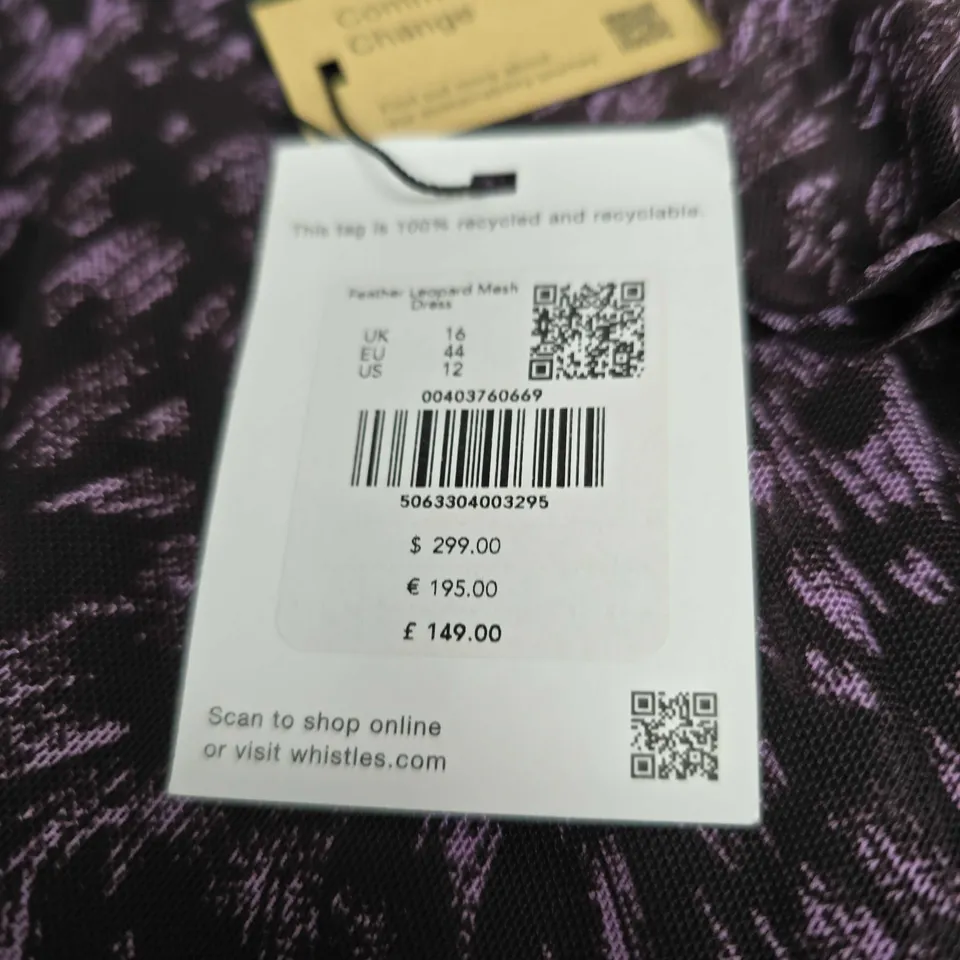 Change
This tag is 100% recycled and recyclable.
Feather Leopard Mesh
Dress
UK 16
EU 44
US 12
00403760669
5063304003295
$ 299.00
€ 195.00
£ 149.00
Scan to shop online
or visit whistles.com